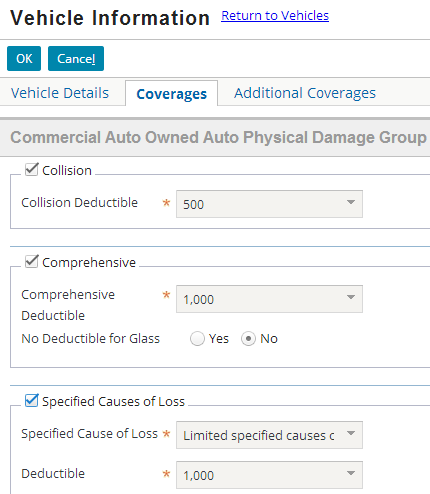 Vehicle Information Return to Vehicles
OK Cancel
Vehicle Details Coverages Additional Coverages
Commercial Auto Owned Auto Physical Damage Group
Collision
Collision Deductible * 500
Comprehensive
Comprehensive * 1,000
Deductible
No Deductible for Glass Yes No
Specified Causes of Loss
Specified Cause of Loss * Limited specified causes c
Deductible * 1,000